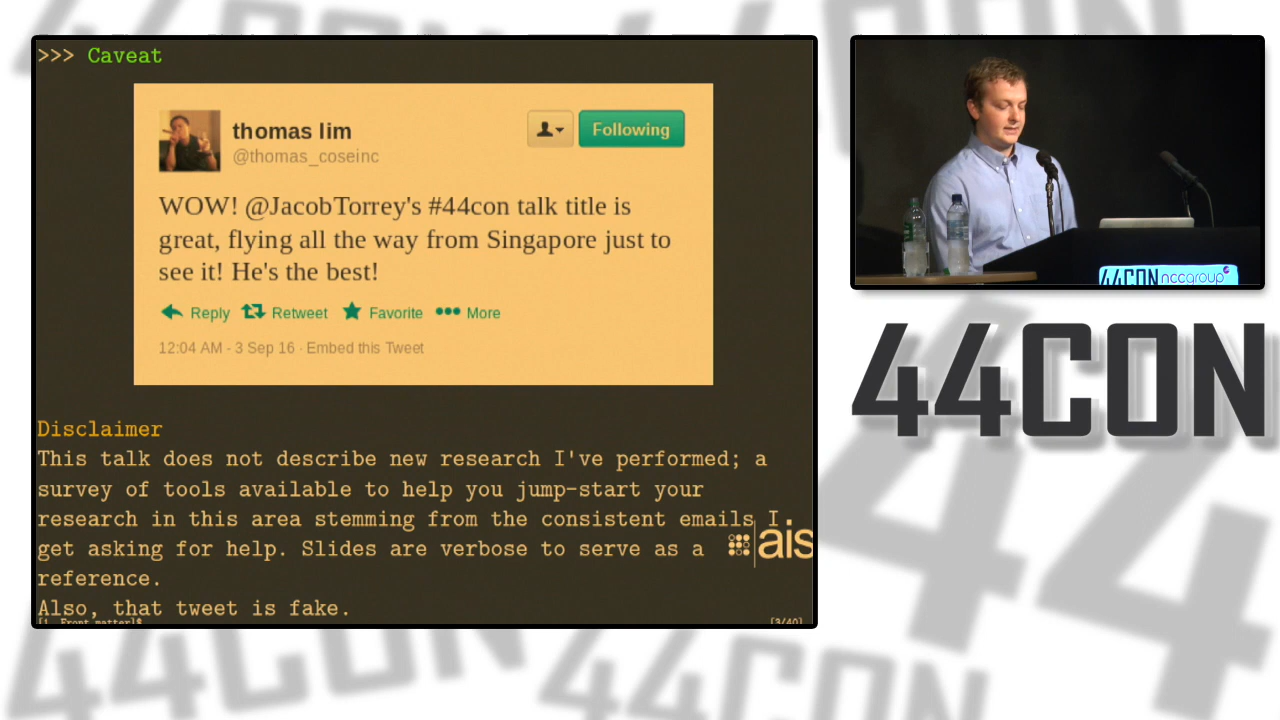 >>> Caveat
thomas lim
@thomas_coseinc
Following
WOW! @JacobTorrey's #44con talk title is
great, flying all the way from Singapore just to
see it! He's the best!
Reply Retweet Favorite More
12:04 AM - 3 Sep 16 · Embed this Tweet
Disclaimer
This talk does not describe new research I've performed; a
survey of tools available to help you jump-start your
research in this area stemming from the consistent emails I
get asking for help. Slides are verbose to serve as a
reference.
Also, that tweet is fake.
ais
[1. Front matter]$ [3/40]
44CON nccgroup
44CON